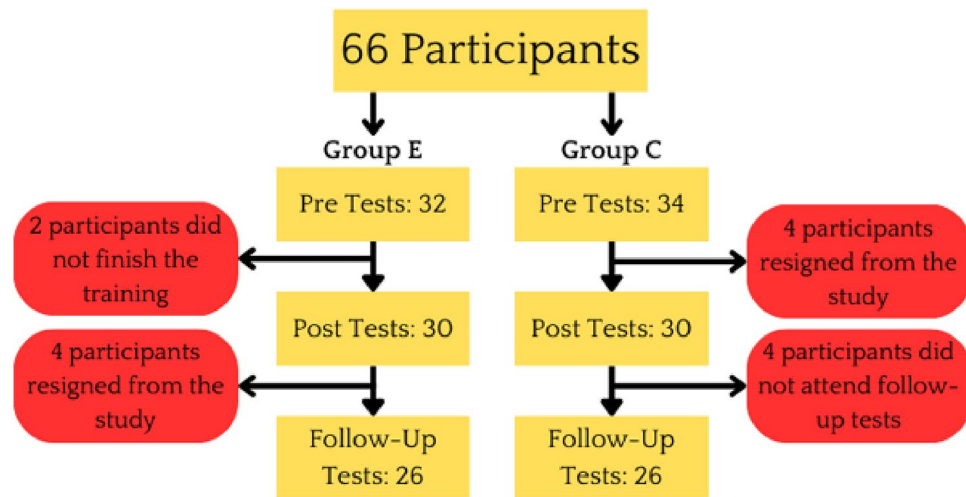 66 Participants
Group E
Group C
Pre Tests: 32
Pre Tests: 34
2 participants did
not finish the
training
4 participants
resigned from the
study
Post Tests: 30
Post Tests: 30
4 participants
resigned from the
study
4 participants did
not attend follow-
up tests
Follow-Up
Tests: 26
Follow-Up
Tests: 26